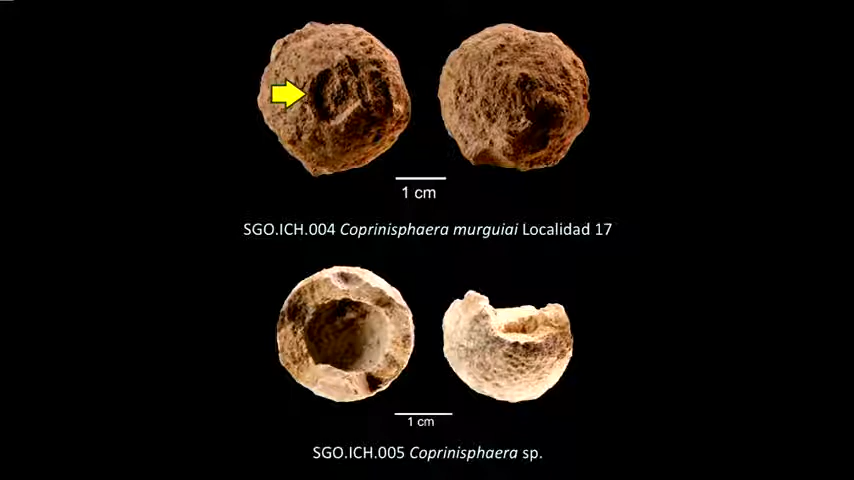 1 cm
SGO.ICH.004 Coprinisphaera murguiai Localidad 17
1 cm
SGO.ICH.005 Coprinisphaera sp.